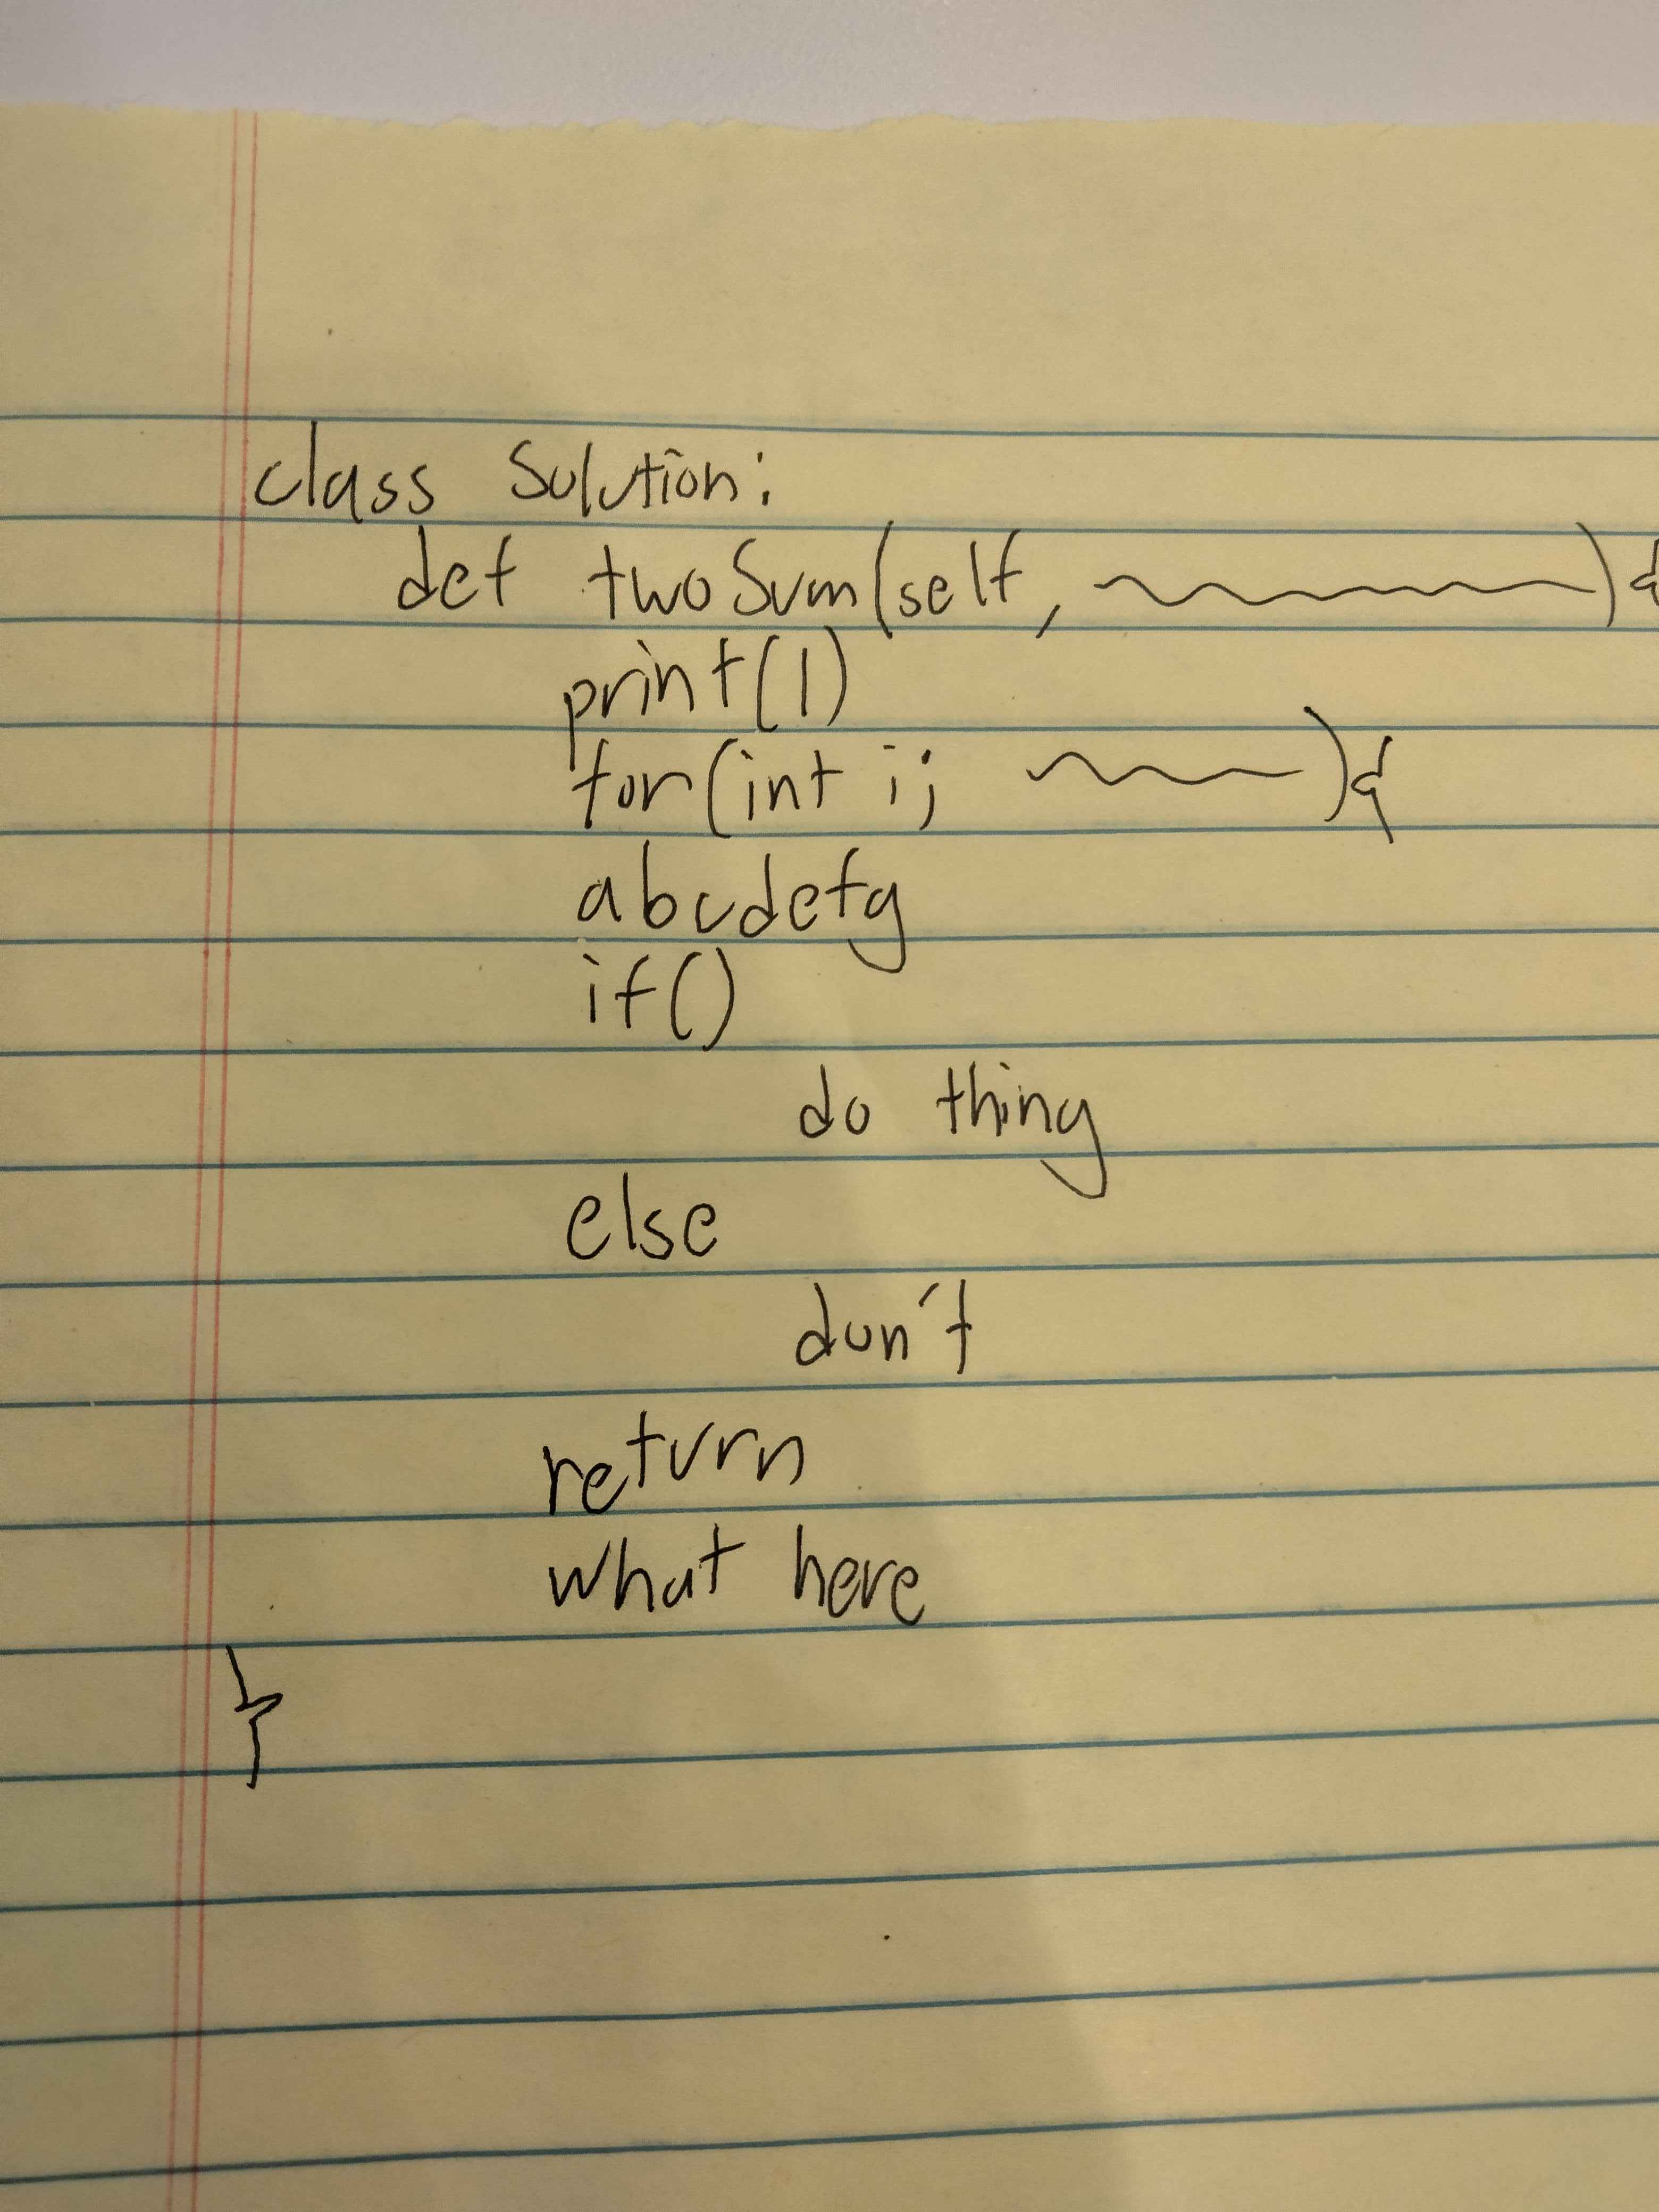 class Solution:
def twoSum(self, ~~~~~~~){
print(1)
for(int i; ~~~~){
abcdefg
if()
do thing
else
don't
return
what here
}